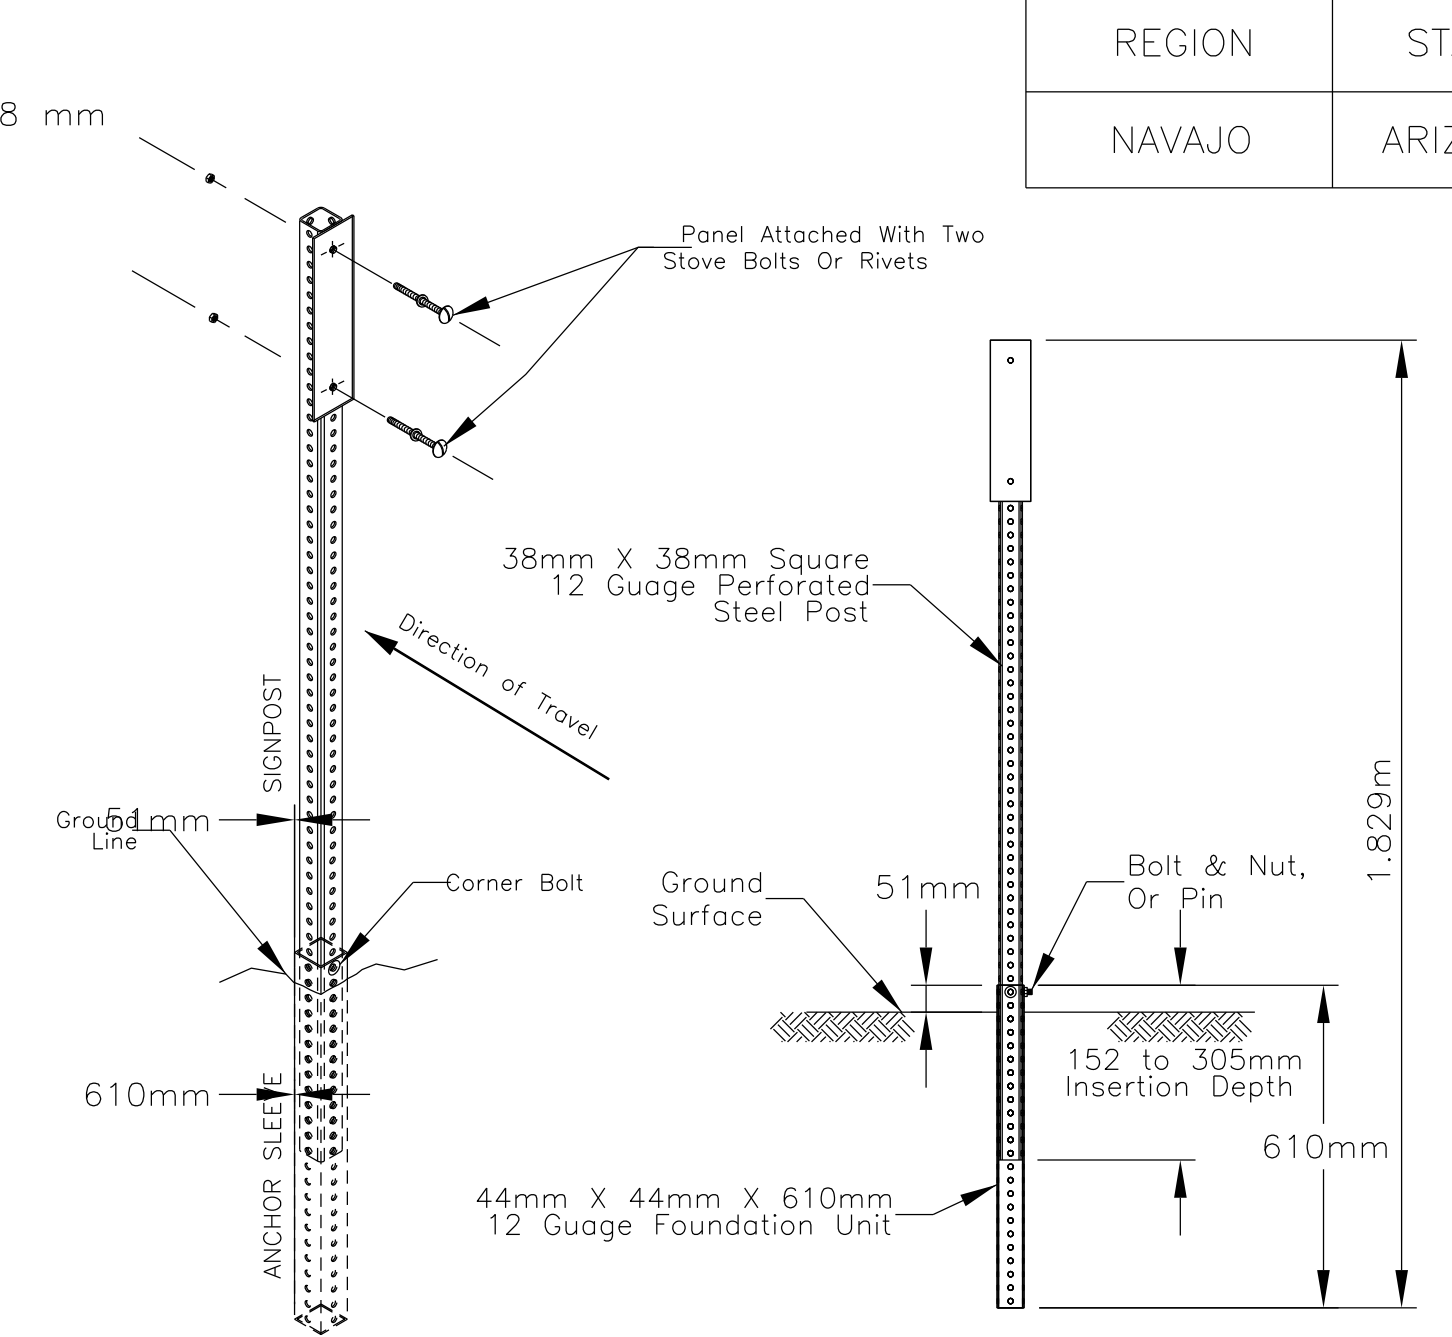 REGION
NAVAJO
8 mm
Panel Attached With Two
Stove Bolts Or Rivets
38mm X 38mm Square
12 Guage Perforated
Steel Post
Direction of Travel
SIGNPOST
1.829m
Ground
Line
51mm
Corner Bolt
Ground
Surface
51mm
Bolt & Nut,
Or Pin
152 to 305mm
Insertion Depth
610mm
ANCHOR SLEEVE
610mm
44mm X 44mm X 610mm
12 Guage Foundation Unit